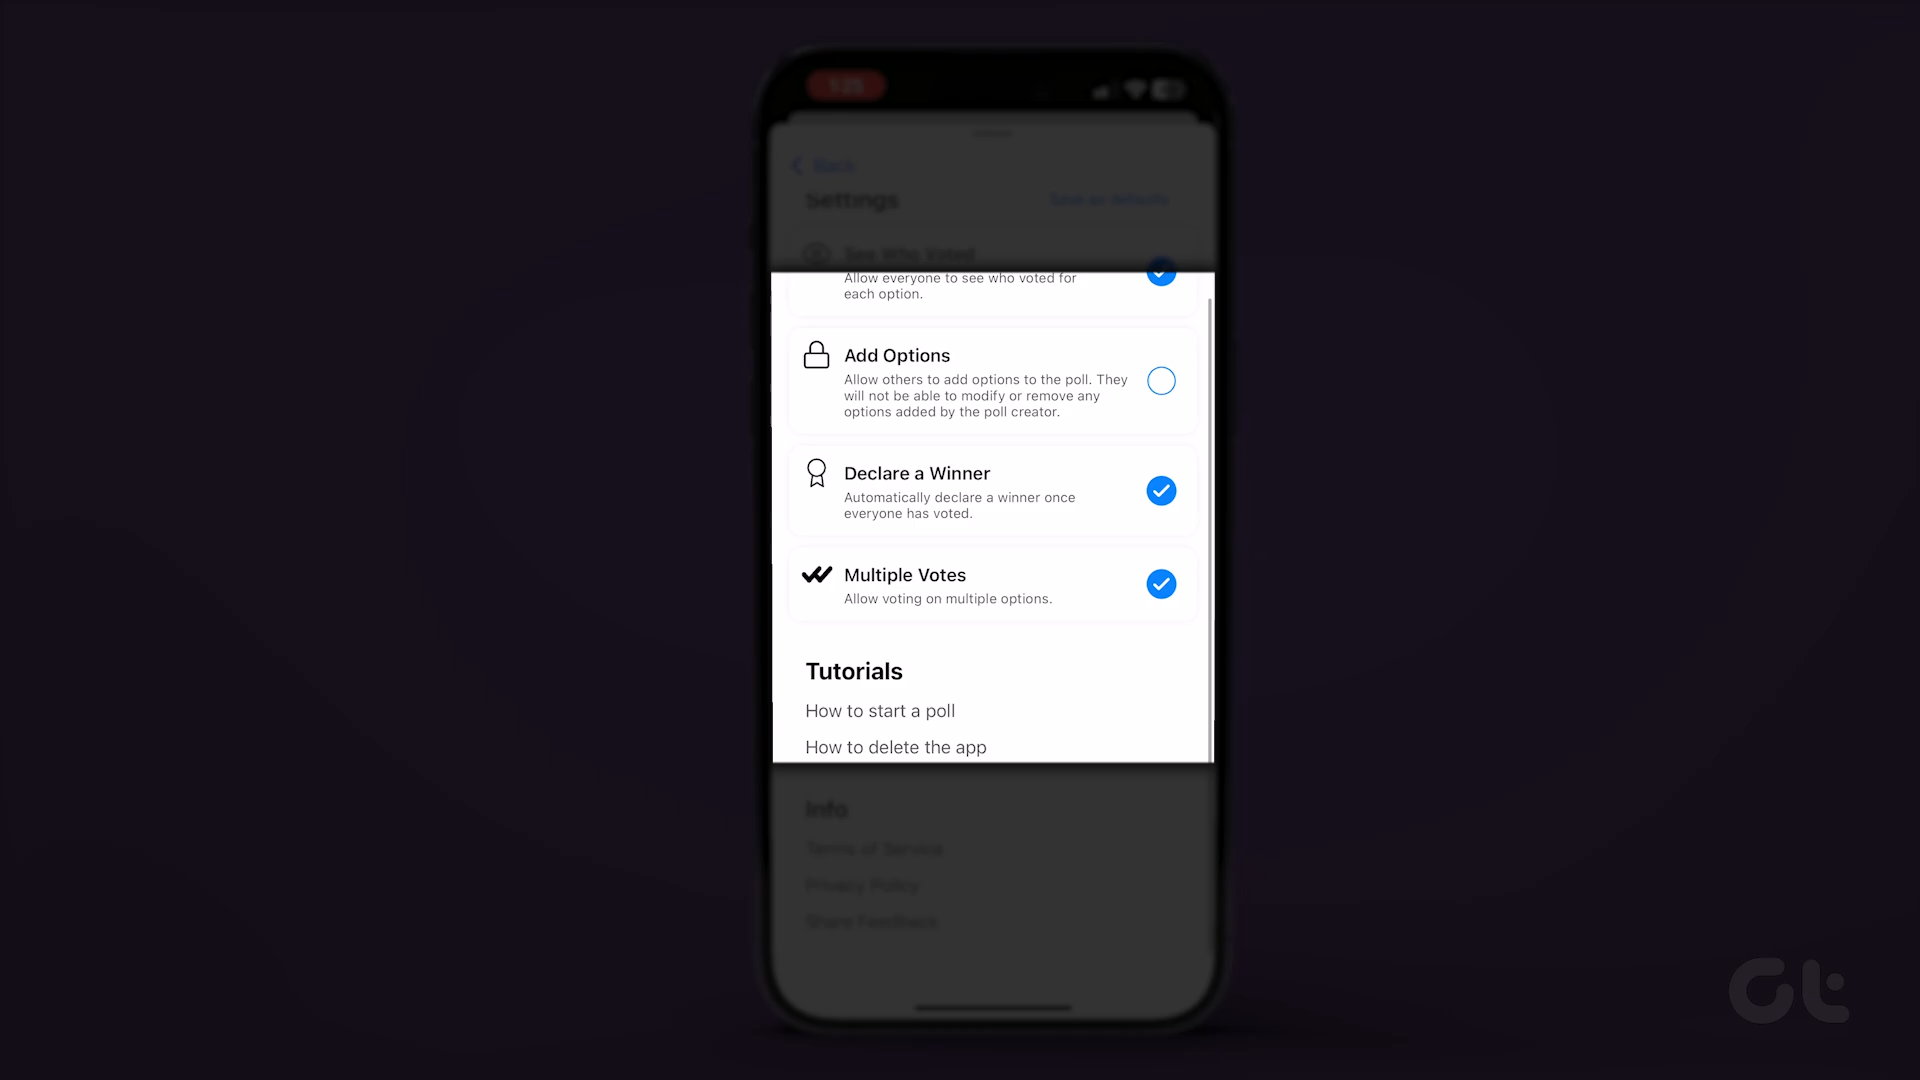 1:25
Back
Settings
Save as defaults
See Who Voted
Allow everyone to see who voted for
each option.
Add Options
Allow others to add options to the poll. They
will not be able to modify or remove any
options added by the poll creator.
Declare a Winner
Automatically declare a winner once
everyone has voted.
Multiple Votes
Allow voting on multiple options.
Tutorials
How to start a poll
How to delete the app
Info
Terms of Service
Privacy Policy
Share Feedback
Gt